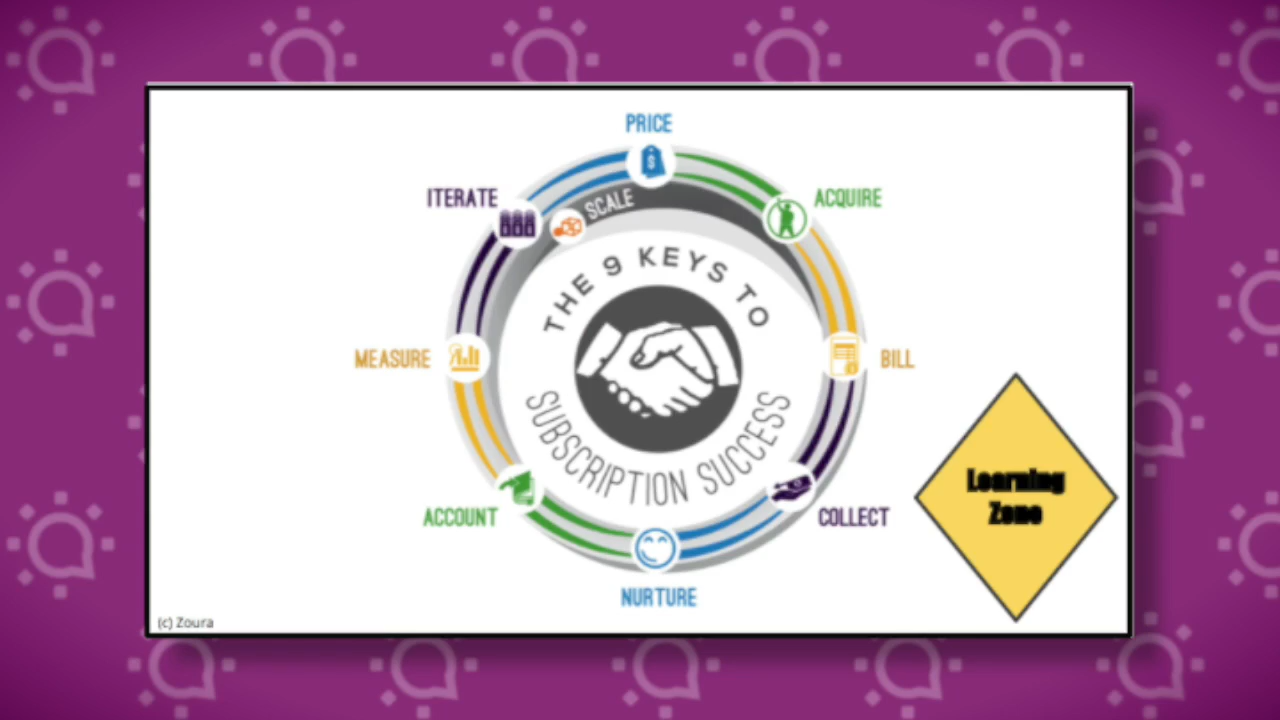 PRICE
ITERATE
SCALE
ACQUIRE
THE 9 KEYS TO
MEASURE
BILL
SUBSCRIPTION SUCCESS
Learning
Zone
ACCOUNT
COLLECT
NURTURE
(c) Zoura